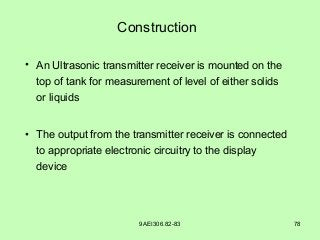 Construction
• An Ultrasonic transmitter receiver is mounted on the
top of tank for measurement of level of either solids
or liquids
• The output from the transmitter receiver is connected
to appropriate electronic circuitry to the display
device
9AEI306.82-83
78